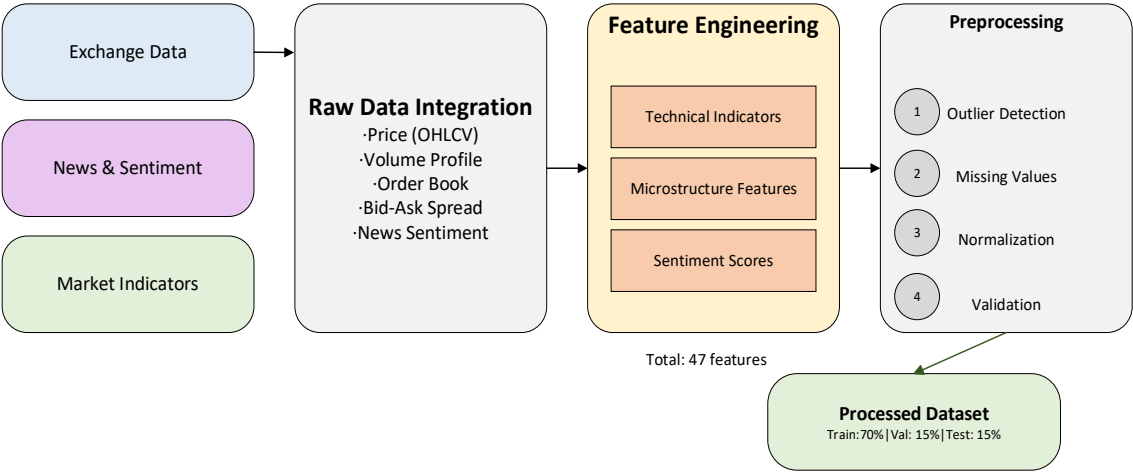 Exchange Data
News & Sentiment
Market Indicators
Raw Data Integration
·Price (OHLCV)
·Volume Profile
·Order Book
·Bid-Ask Spread
·News Sentiment
Feature Engineering
Technical Indicators
Microstructure Features
Sentiment Scores
Total: 47 features
Preprocessing
1 Outlier Detection
2 Missing Values
3 Normalization
4 Validation
Processed Dataset
Train:70%|Val: 15%|Test: 15%